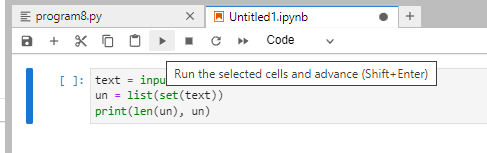 program8.py
Untitled1.ipynb
Code
Run the selected cells and advance (Shift+Enter)
[ ]: text = inpu
un = list(set(text))
print(len(un), un)